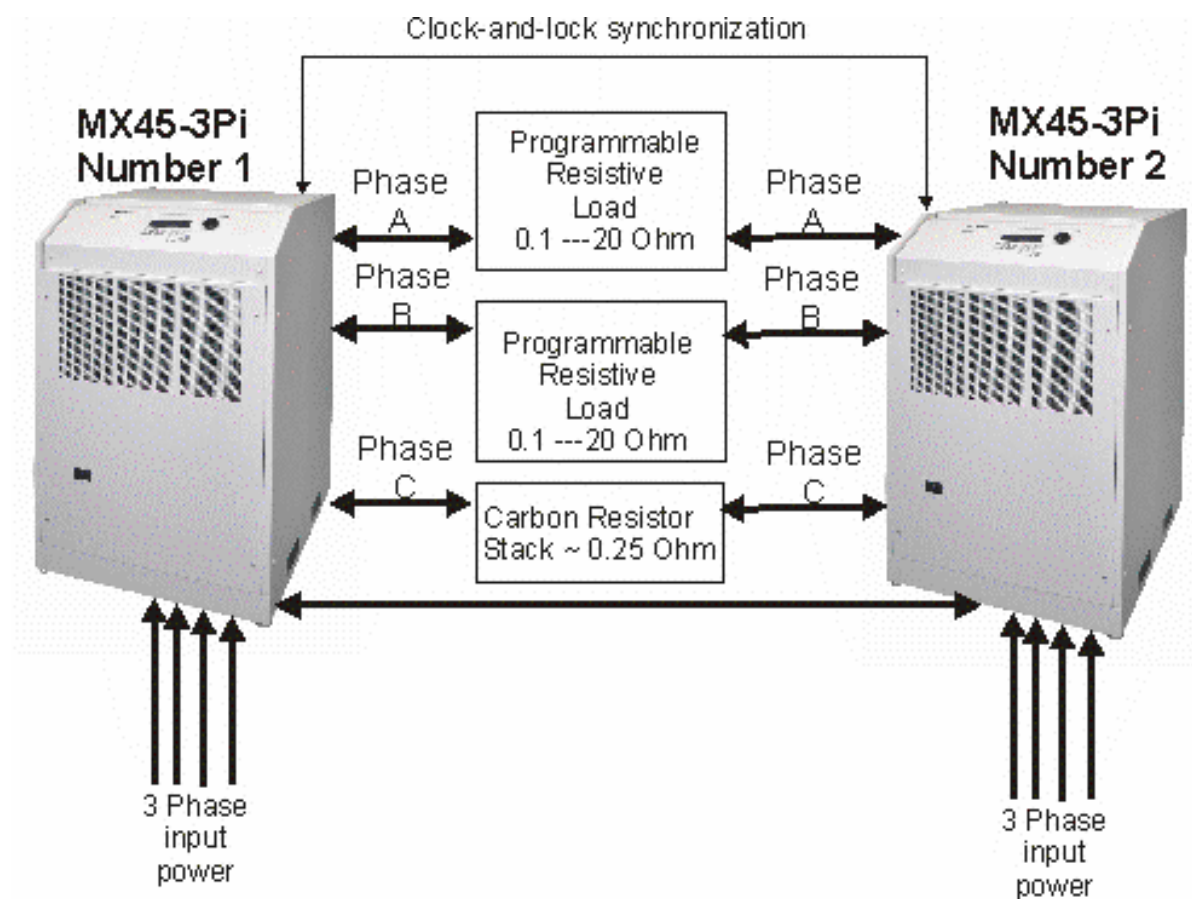 Clock-and-lock synchronization
MX45-3Pi
Number 1
MX45-3Pi
Number 2
Phase
A
Programmable
Resistive
Load
0.1 ---20 Ohm
Phase
A
Phase
B
Programmable
Resistive
Load
0.1 ---20 Ohm
Phase
B
Phase
C
Carbon Resistor
Stack ~ 0.25 Ohm
Phase
C
3 Phase
input
power
3 Phase
input
power